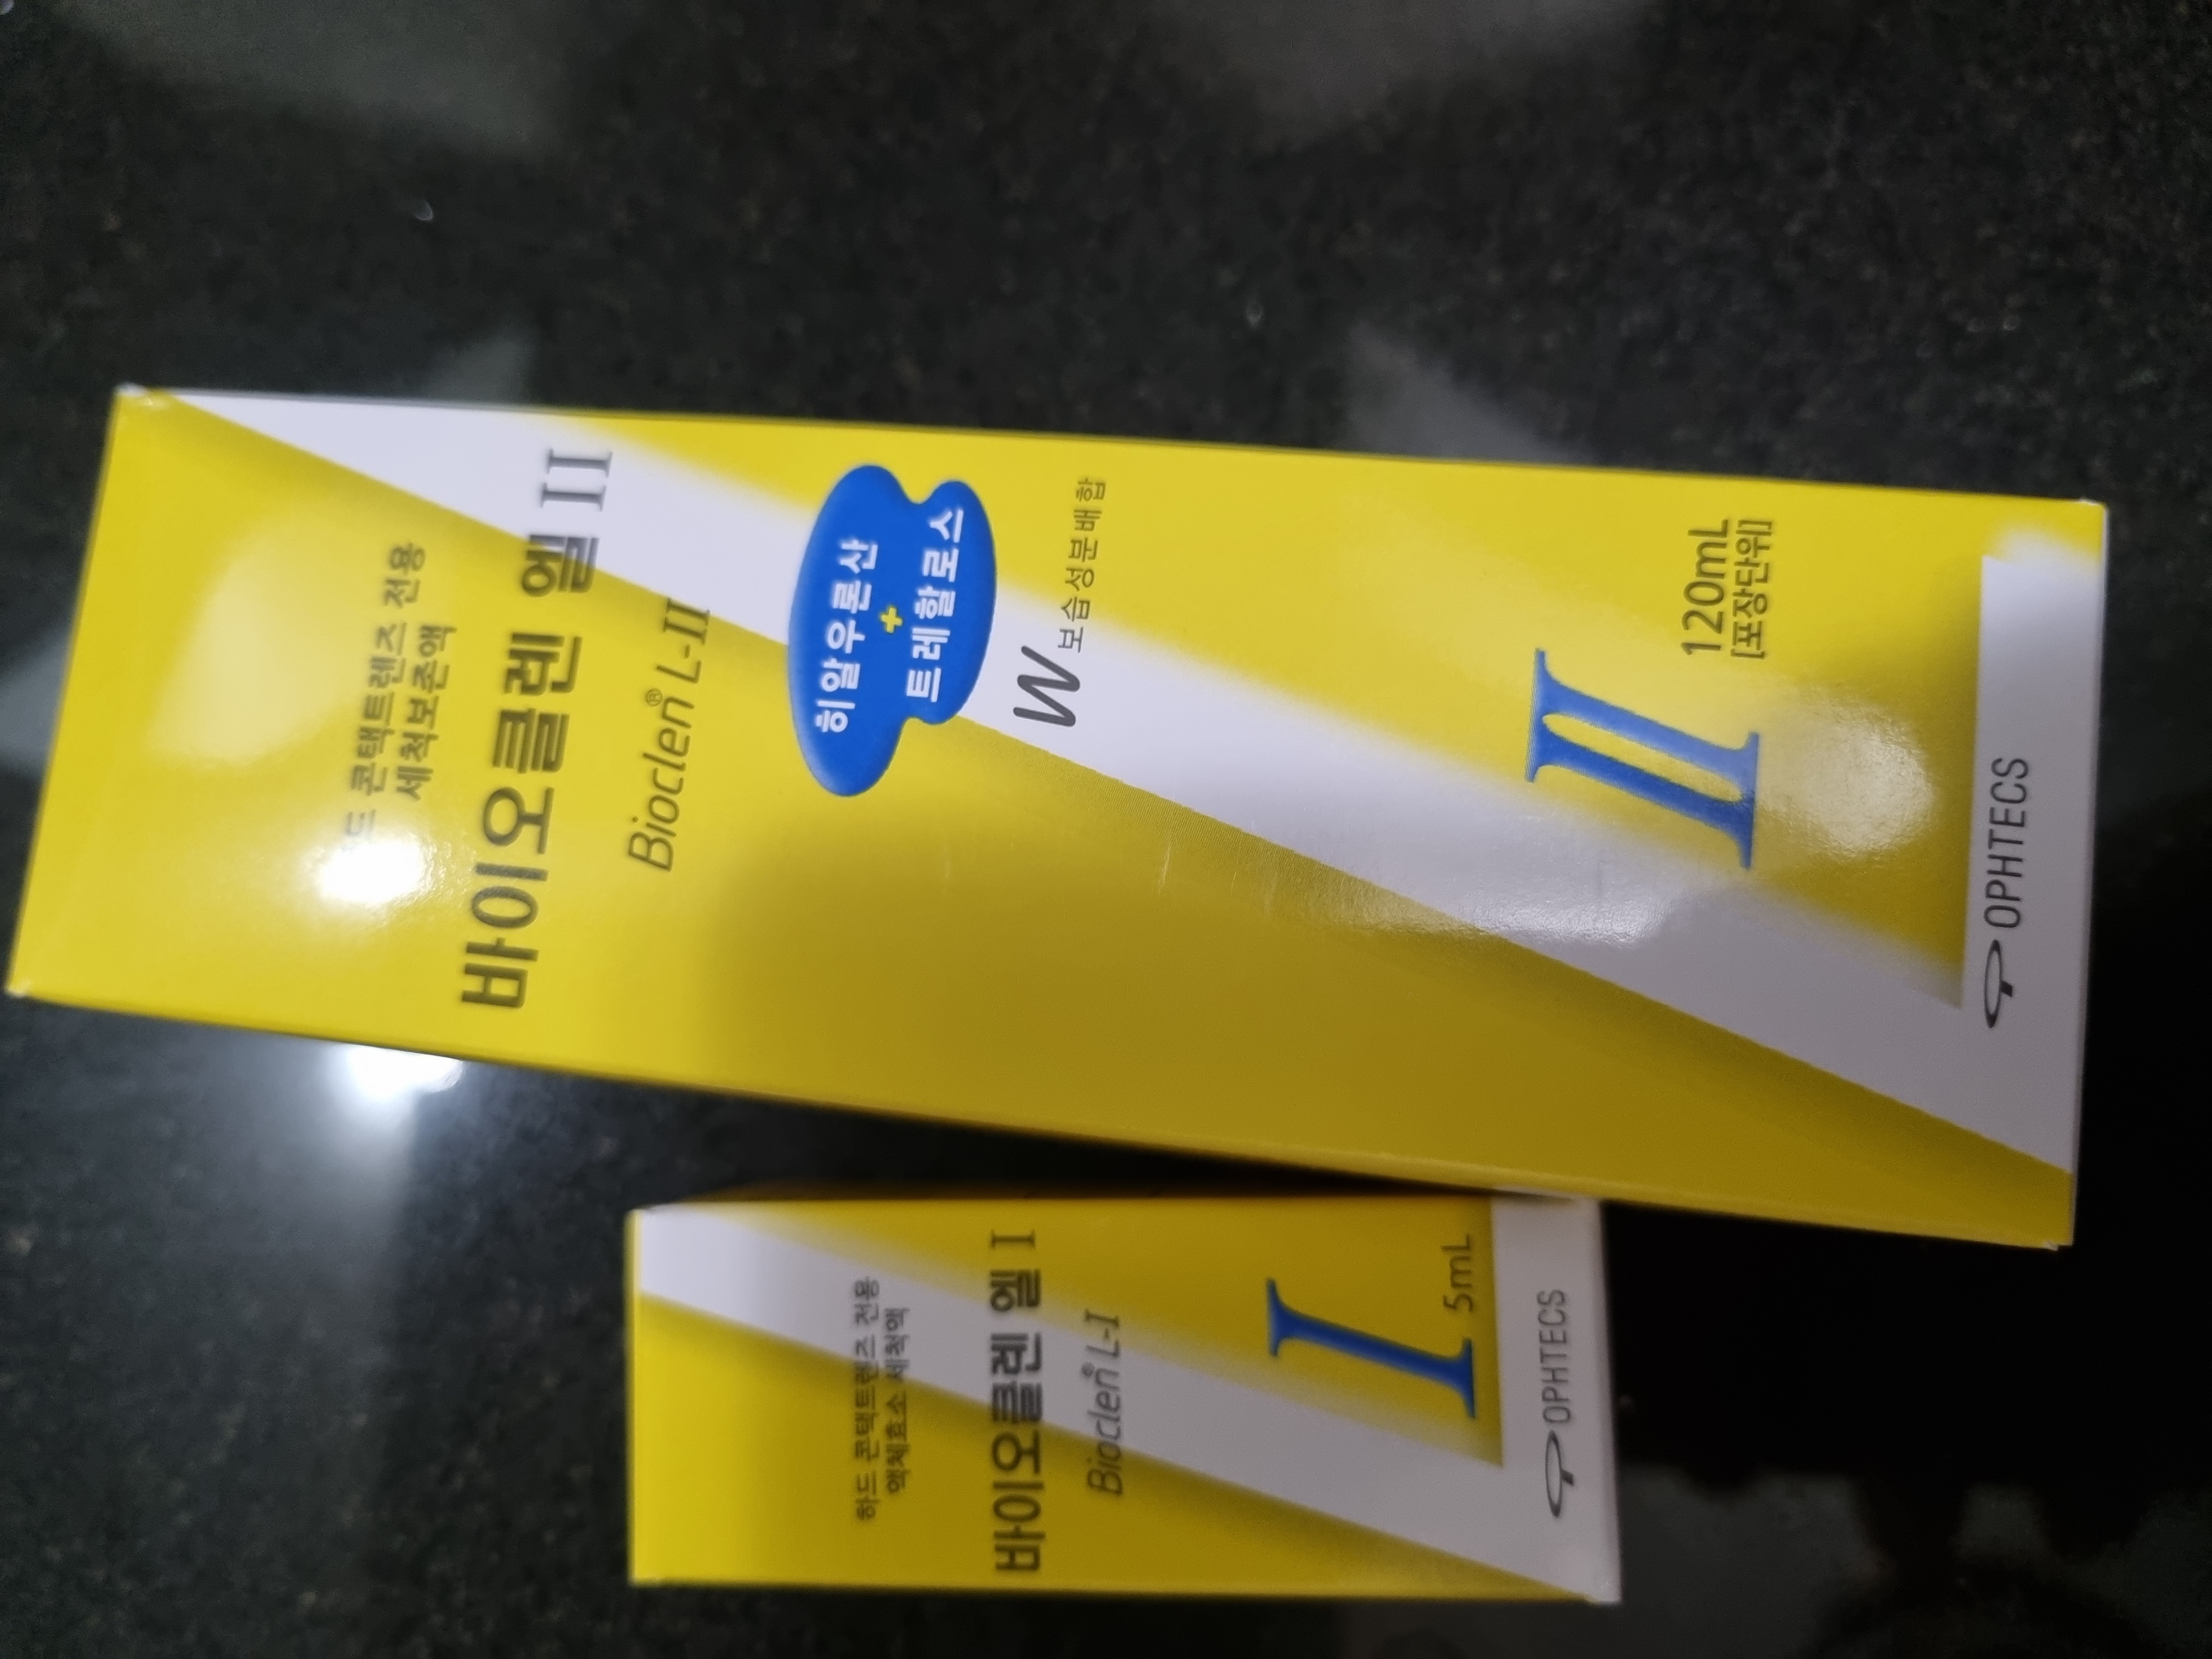 콘택트렌즈 전용
세척보존액
바이오클렌 엘 II
Bioclen® L-II
히알우론산
+
트레할로스
W 보습성분배합
II
120mL
[포장단위]
OPHTECS
하드 콘택트렌즈 전용
액체효소 세척액
바이오클렌 엘 I
Bioclen® L-I
I
5mL
OPHTECS